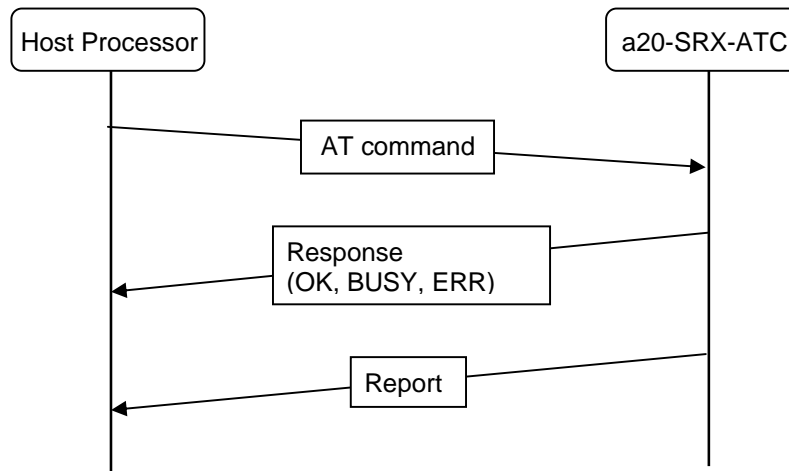 Host Processor
a20-SRX-ATC
AT command
Response
(OK, BUSY, ERR)
Report